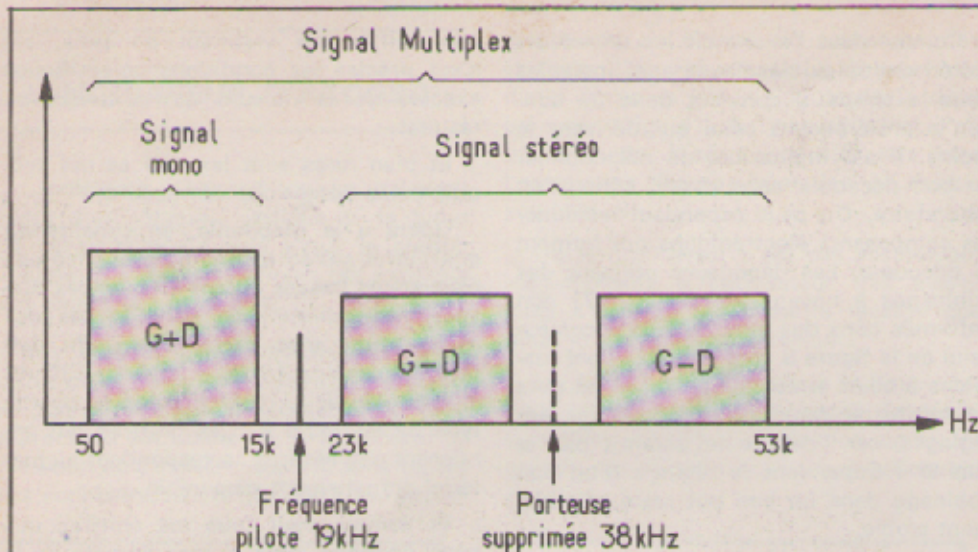 Signal Multiplex
Signal
mono
Signal stéréo
G+D
G−D
G−D
50
15k
23k
53k
Hz
Fréquence
pilote 19kHz
Porteuse
supprimée 38kHz